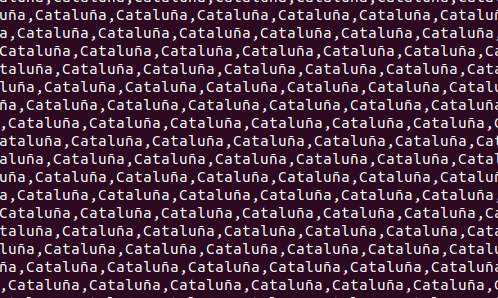 uña,Cataluña,Cataluña,Cataluña,Cataluña,Cataluña,Catalu
a,Cataluña,Cataluña,Cataluña,Cataluña,Cataluña,Cataluña,
Cataluña,Cataluña,Cataluña,Cataluña,Cataluña,Cataluña,C
taluña,Cataluña,Cataluña,Cataluña,Cataluña,Cataluña,Cat
luña,Cataluña,Cataluña,Cataluña,Cataluña,Cataluña,Catal
ña,Cataluña,Cataluña,Cataluña,Cataluña,Cataluña,Cataluñ
,Cataluña,Cataluña,Cataluña,Cataluña,Cataluña,Cataluña,
ataluña,Cataluña,Cataluña,Cataluña,Cataluña,Cataluña,Ca
aluña,Cataluña,Cataluña,Cataluña,Cataluña,Cataluña,Cata
uña,Cataluña,Cataluña,Cataluña,Cataluña,Cataluña,Catalu
a,Cataluña,Cataluña,Cataluña,Cataluña,Cataluña,Cataluña
Cataluña,Cataluña,Cataluña,Cataluña,Cataluña,Cataluña,C
taluña,Cataluña,Cataluña,Cataluña,Cataluña,Cataluña,Cat
luña,Cataluña,Cataluña,Cataluña,Cataluña,Cataluña,Catal
ña,Cataluña,Cataluña,Cataluña,Cataluña,Cataluña,Cataluñ
,Cataluña,Cataluña,Cataluña,Cataluña,Cataluña,Cataluña,